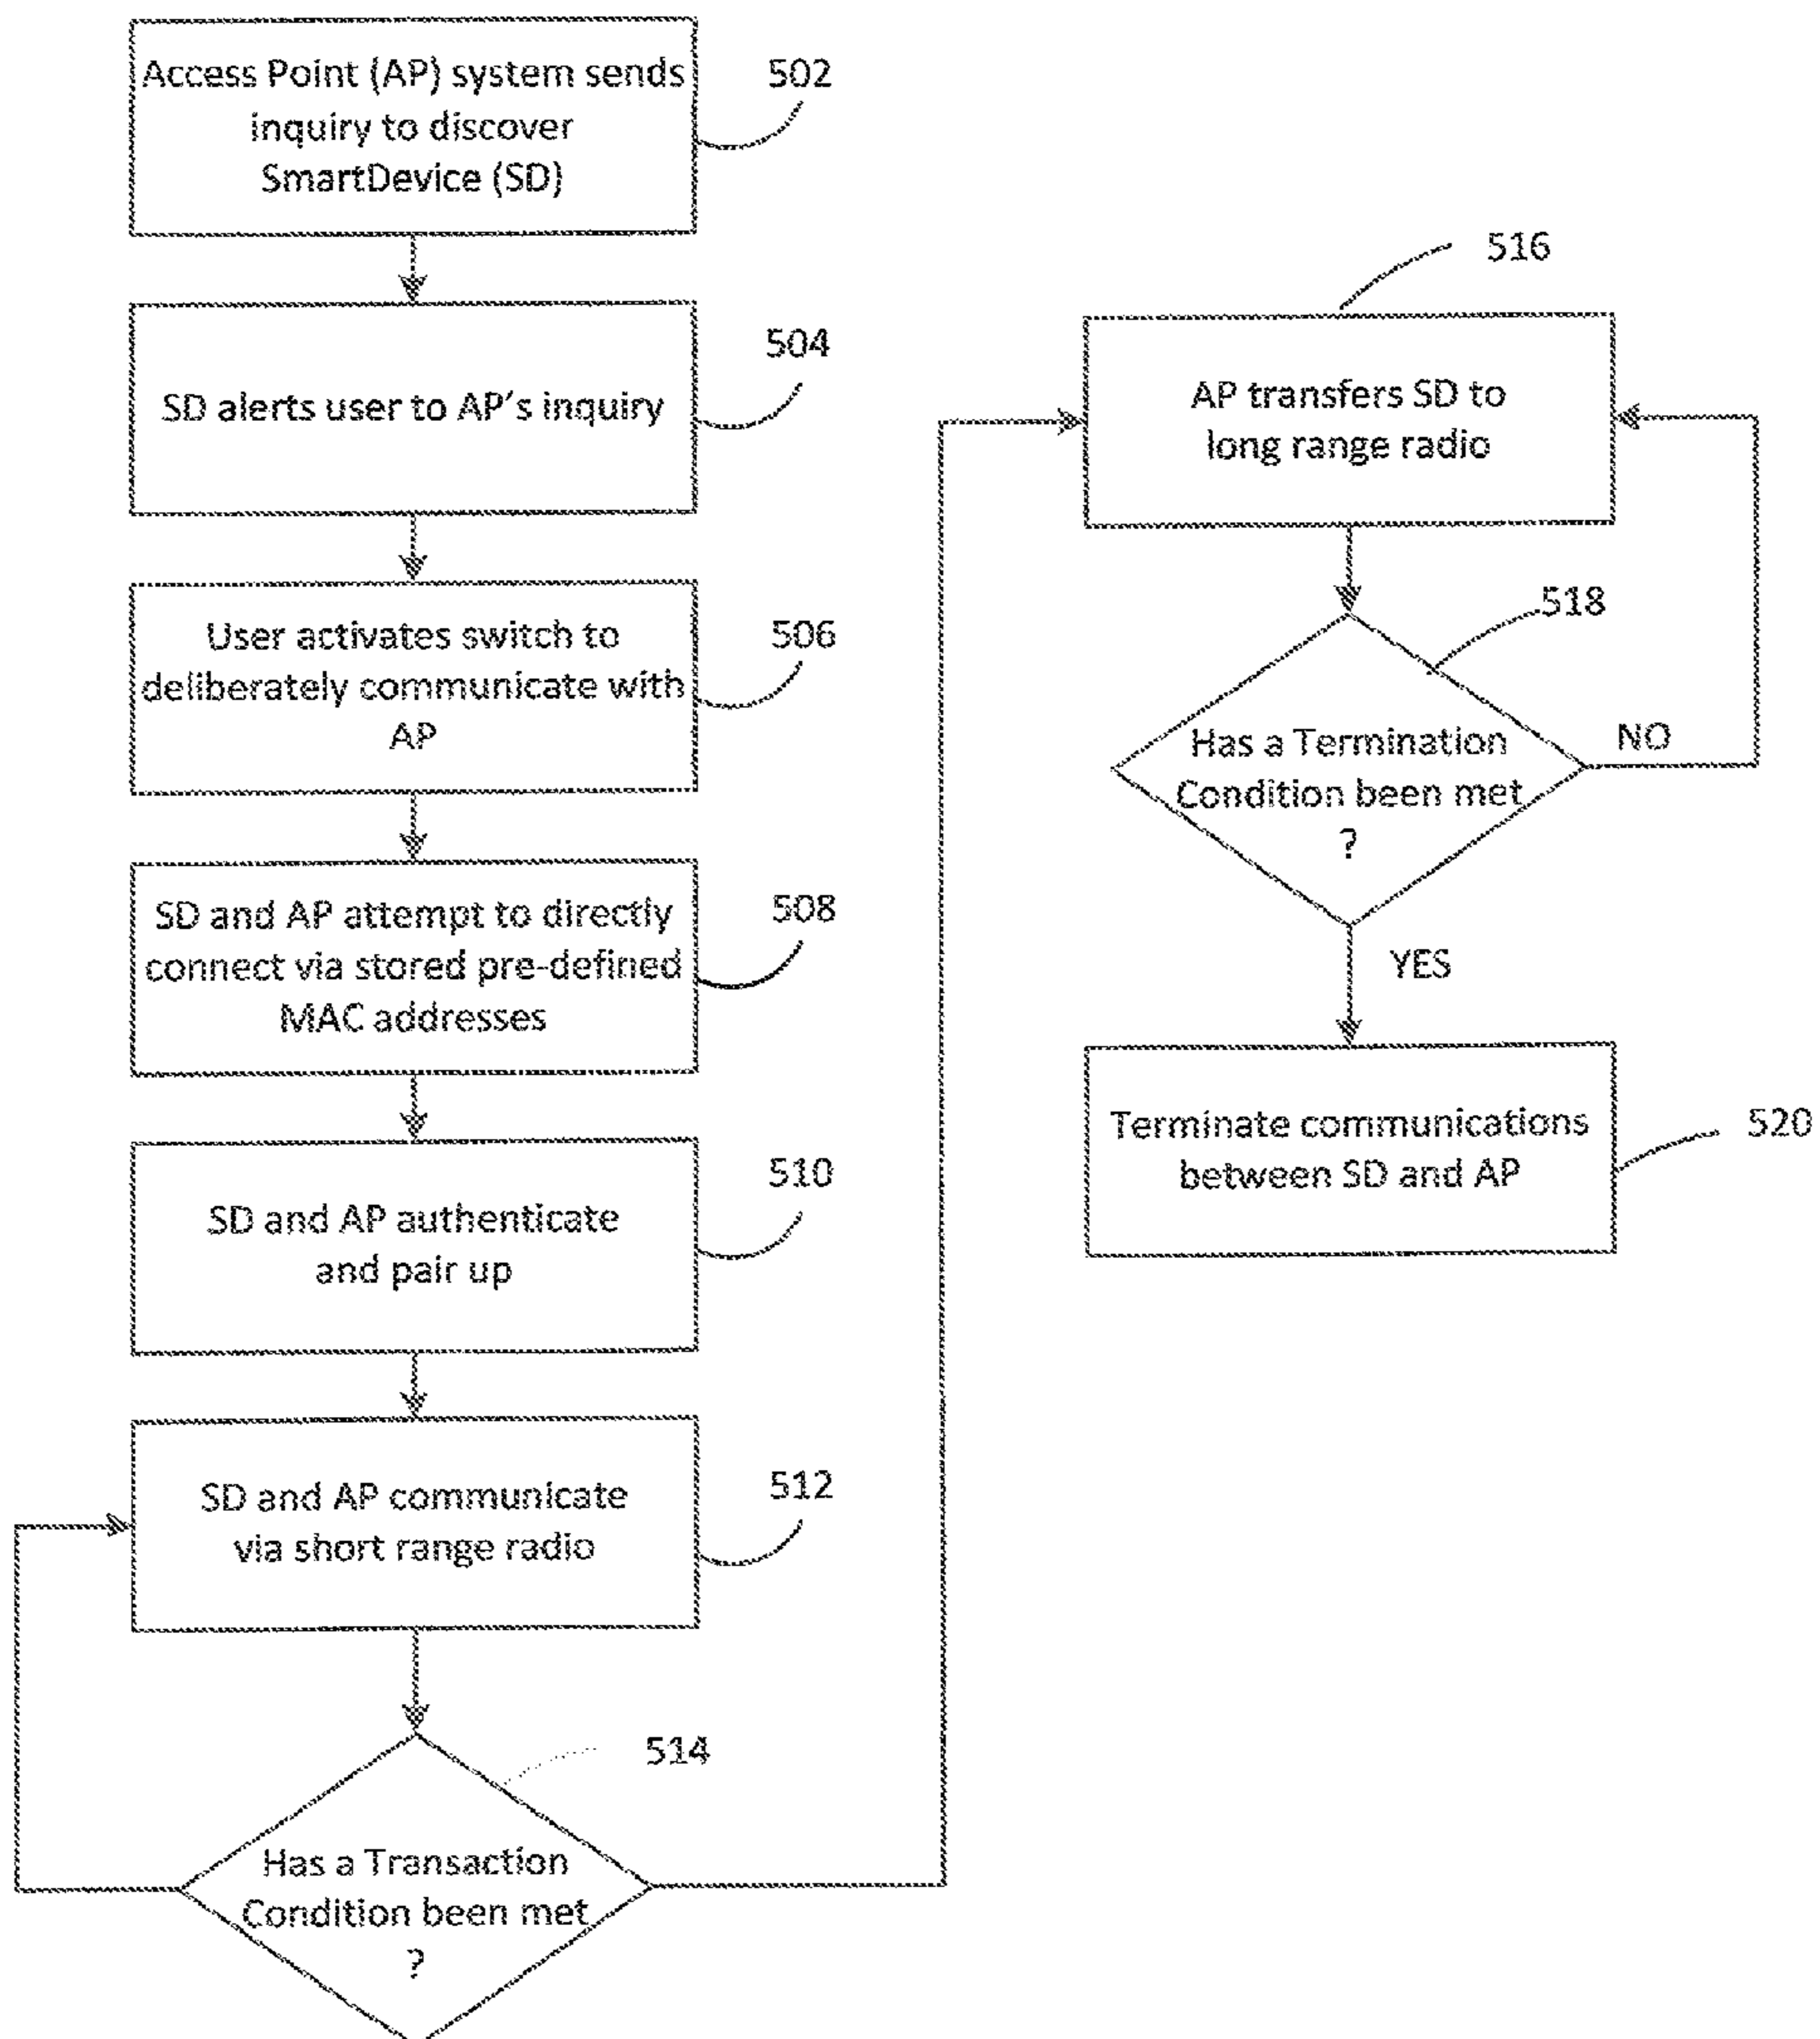 Access Point (AP) system sends
inquiry to discover
SmartDevice (SD)
502
SD alerts user to AP's inquiry
504
User activates switch to
deliberately communicate with
AP
506
SD and AP attempt to directly
connect via stored pre-defined
MAC addresses
508
SD and AP authenticate
and pair up
510
SD and AP communicate
via short range radio
512
514
Has a Transaction
Condition been met
?
516
AP transfers SD to
long range radio
518
Has a Termination
Condition been met
?
NO
YES
Terminate communications
between SD and AP
520